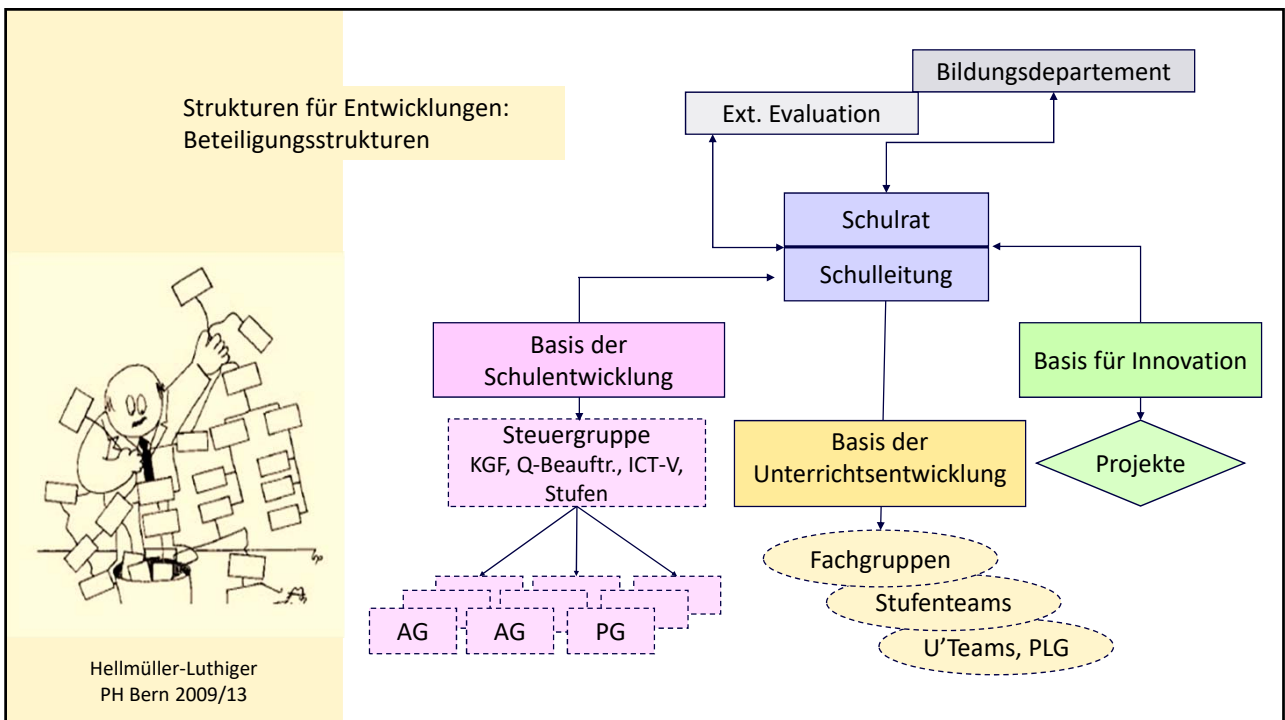 Strukturen für Entwicklungen:
Beteiligungsstrukturen
Bildungsdepartement
Ext. Evaluation
Schulrat
Schulleitung
Basis der
Schulentwicklung
Basis für Innovation
Steuergruppe
KGF, Q-Beauftr., ICT-V,
Stufen
Basis der
Unterrichtsentwicklung
Projekte
Fachgruppen
Stufenteams
U'Teams, PLG
AG
AG
PG
Hellmüller-Luthiger
PH Bern 2009/13